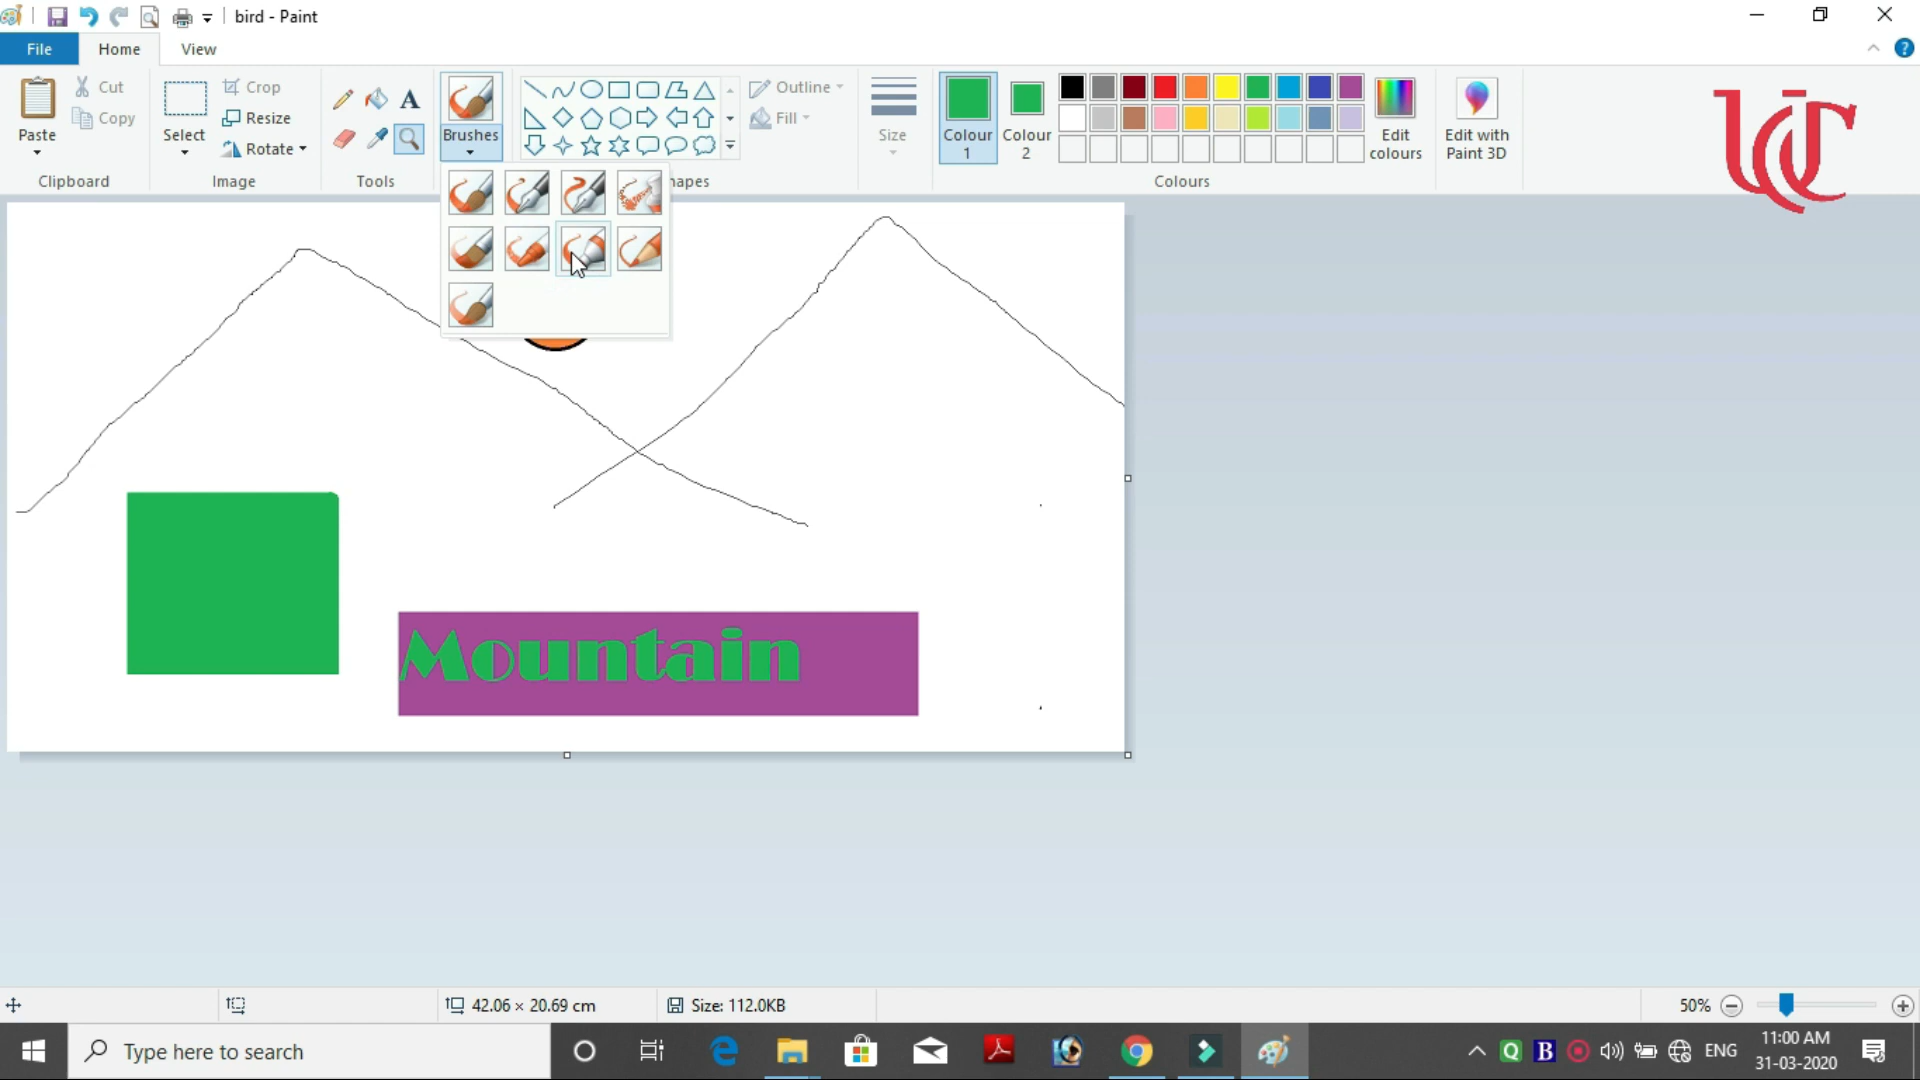 bird - Paint
File Home View
Paste
Cut
Copy
Clipboard
Select
Crop
Resize
Rotate
Image
A
Tools
Brushes
hapes
Outline
Fill
Size
Colour 1
Colour 2
Edit colours
Edit with Paint 3D
Colours
UCC
Mountain
42.06 × 20.69 cm
Size: 112.0KB
50%
Type here to search
ENG
11:00 AM
31-03-2020